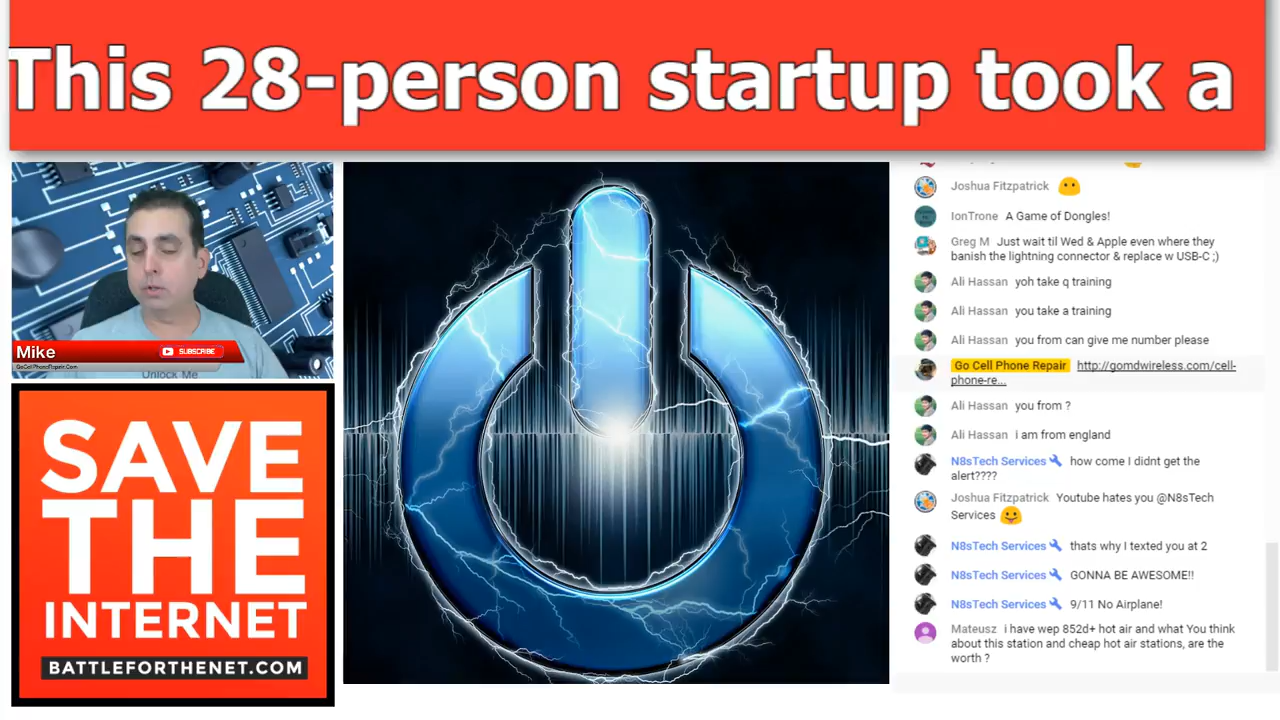 This 28-person startup took a
Mike
SUBSCRIBE
GoCellPhoneRepair.Com
Unlock Me
SAVE
THE
INTERNET
BATTLEFORTHENET.COM
Joshua Fitzpatrick
IonTrone A Game of Dongles!
Greg M Just wait til Wed & Apple even where they
banish the lightning connector & replace w USB-C ;)
Ali Hassan yoh take q training
Ali Hassan you take a training
Ali Hassan you from can give me number please
Go Cell Phone Repair http://gomdwireless.com/cell-
phone-re...
Ali Hassan you from ?
Ali Hassan i am from england
N8sTech Services how come I didnt get the
alert????
Joshua Fitzpatrick Youtube hates you @N8sTech
Services
N8sTech Services thats why I texted you at 2
N8sTech Services GONNA BE AWESOME!!
N8sTech Services 9/11 No Airplane!
Mateusz i have wep 852d+ hot air and what You think
about this station and cheap hot air stations, are the
worth ?